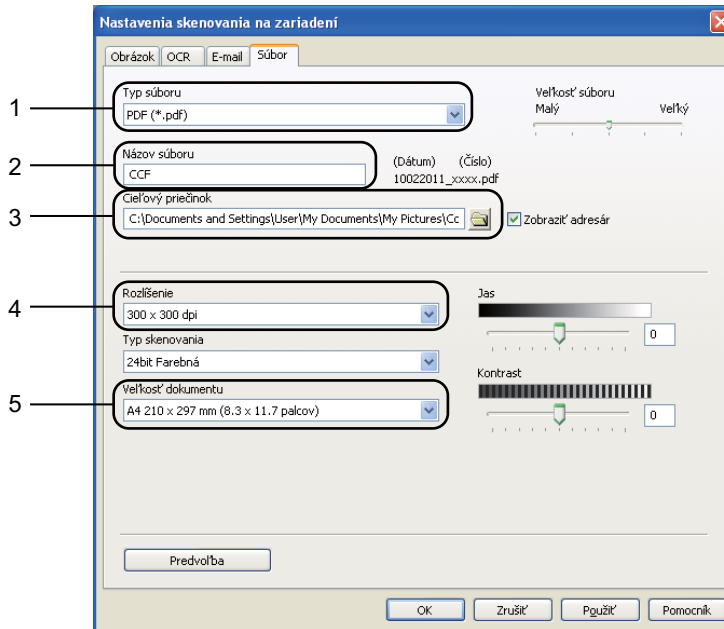 Nastavenia skenovania na zariadení
Obrázok OCR E-mail Súbor
1
Typ súboru
PDF (*.pdf)
Veľkosť súboru
Malý Veľký
2
Názov súboru
CCF
(Dátum) (Číslo)
10022011_xxxx.pdf
3
Cieľový priečinok
C:\Documents and Settings\User\My Documents\My Pictures\Cc
Zobraziť adresár
4
Rozlíšenie
300 x 300 dpi
Jas
0
Typ skenovania
24bit Farebná
Kontrast
0
5
Veľkosť dokumentu
A4 210 x 297 mm (8.3 x 11.7 palcov)
Predvoľba
OK Zrušiť Použiť Pomocník